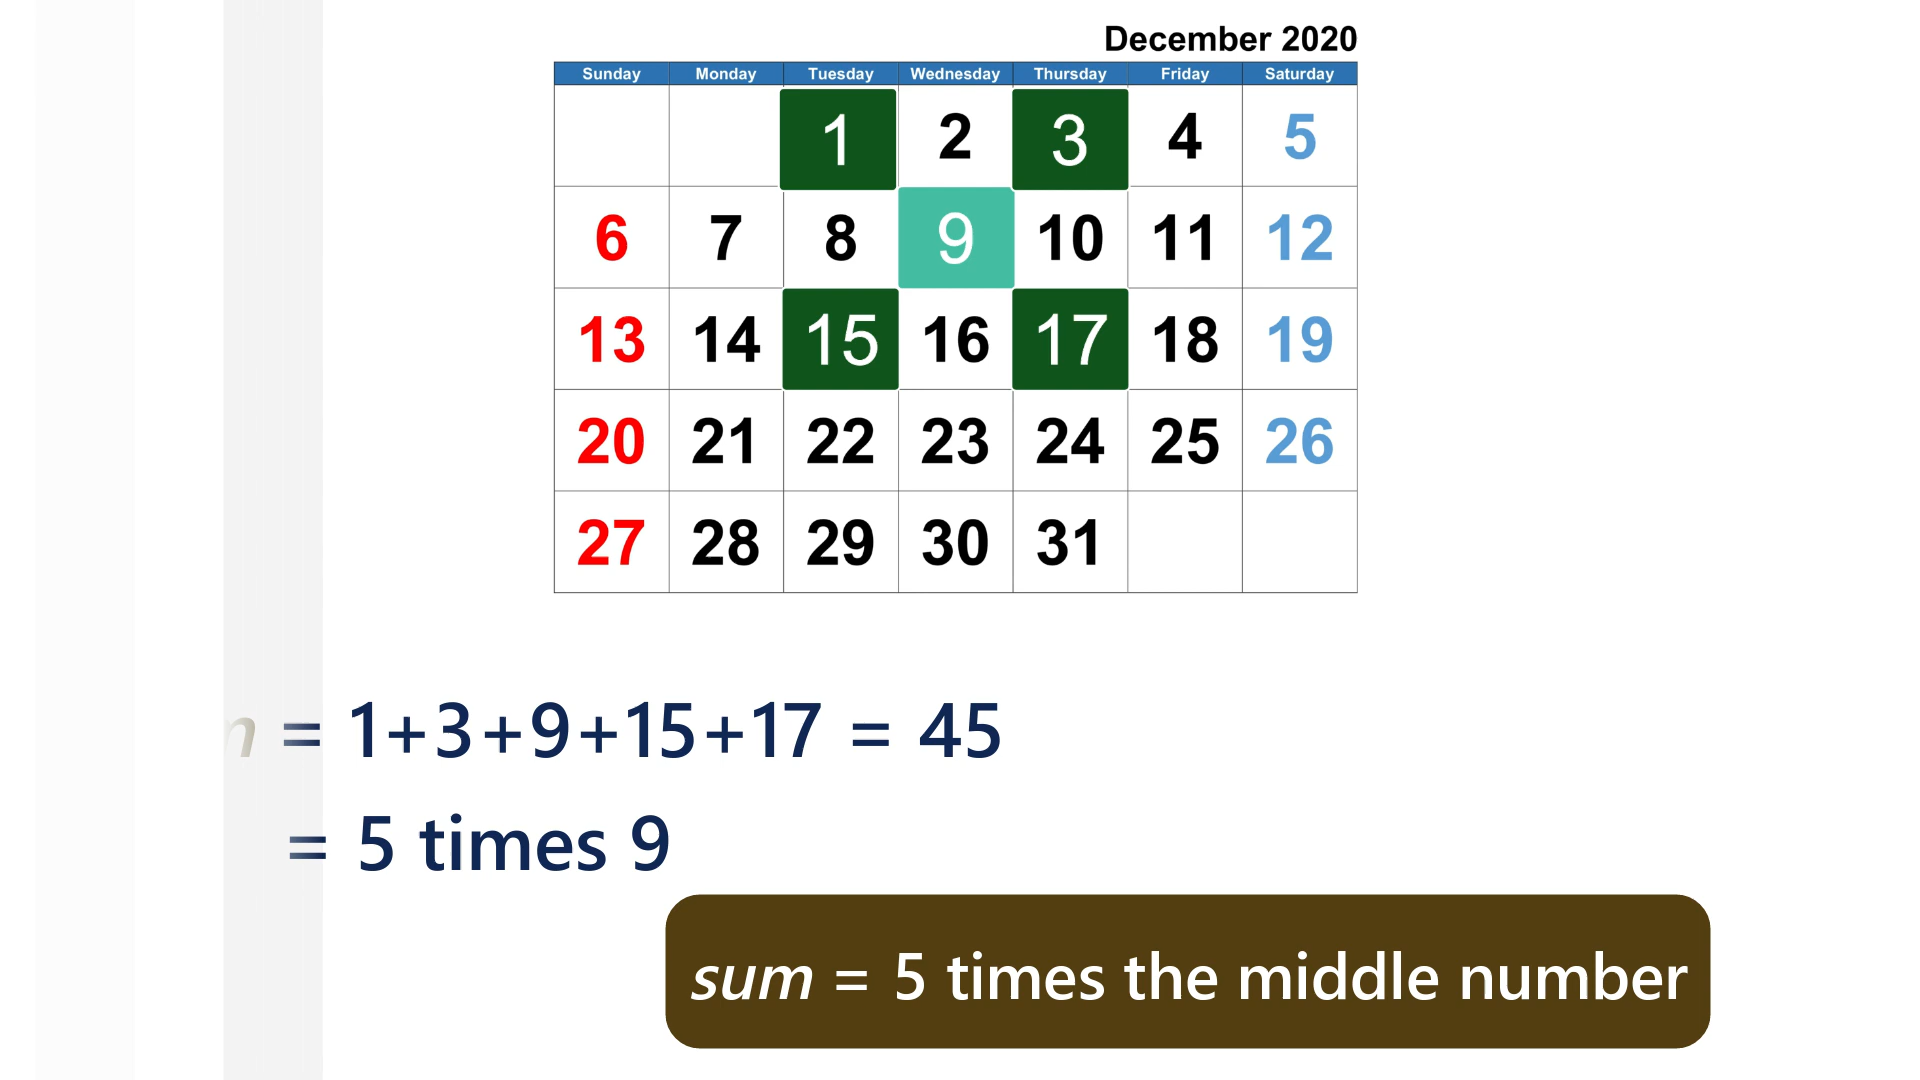 December 2020
Sunday Monday Tuesday Wednesday Thursday Friday Saturday
1 2 3 4 5
6 7 8 9 10 11 12
13 14 15 16 17 18 19
20 21 22 23 24 25 26
27 28 29 30 31
= 1+3+9+15+17 = 45
= 5 times 9
sum = 5 times the middle number